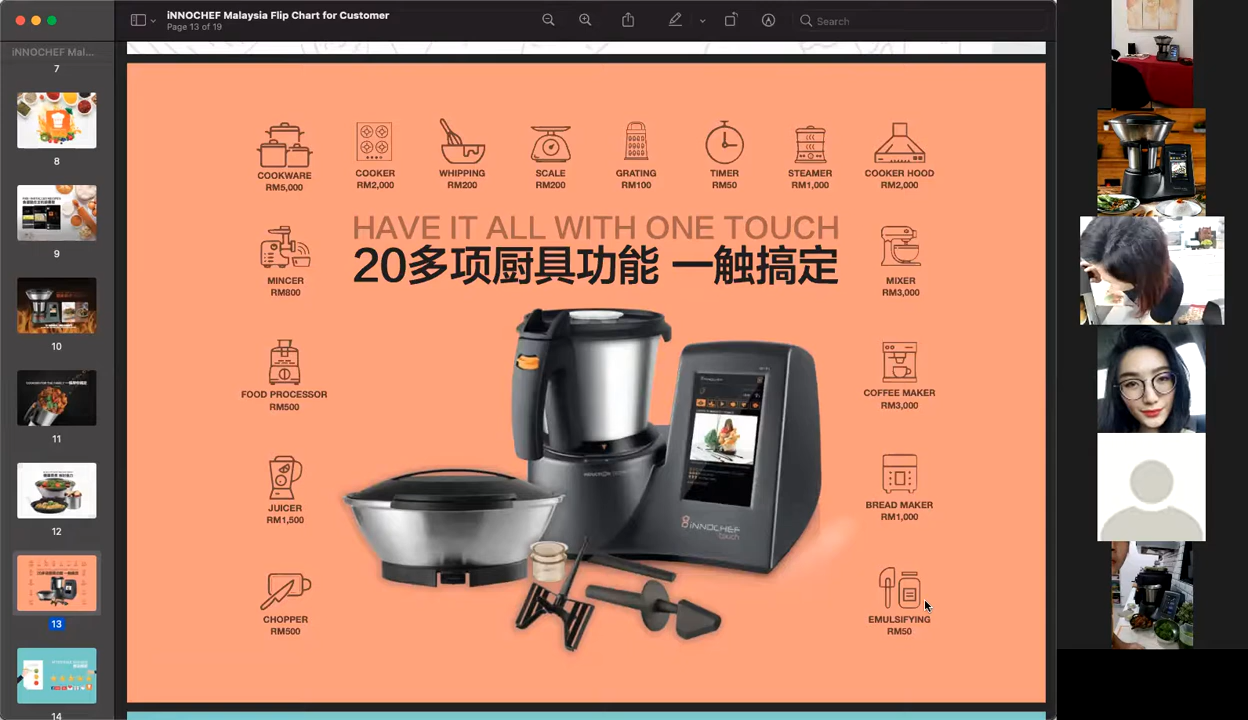 iNNOCHEF Malaysia Flip Chart for Customer
Page 13 of 19
Search
iNNOCHEF Mal...
7
8
9
10
11
12
13
14
COOKWARE
RM5,000
COOKER
RM2,000
WHIPPING
RM200
SCALE
RM200
GRATING
RM100
TIMER
RM50
STEAMER
RM1,000
COOKER HOOD
RM2,000
HAVE IT ALL WITH ONE TOUCH
20多项厨具功能 一触搞定
MINCER
RM800
MIXER
RM3,000
FOOD PROCESSOR
RM500
COFFEE MAKER
RM3,000
JUICER
RM1,500
BREAD MAKER
RM1,000
iNNOCHEF
touch
CHOPPER
RM500
EMULSIFYING
RM50